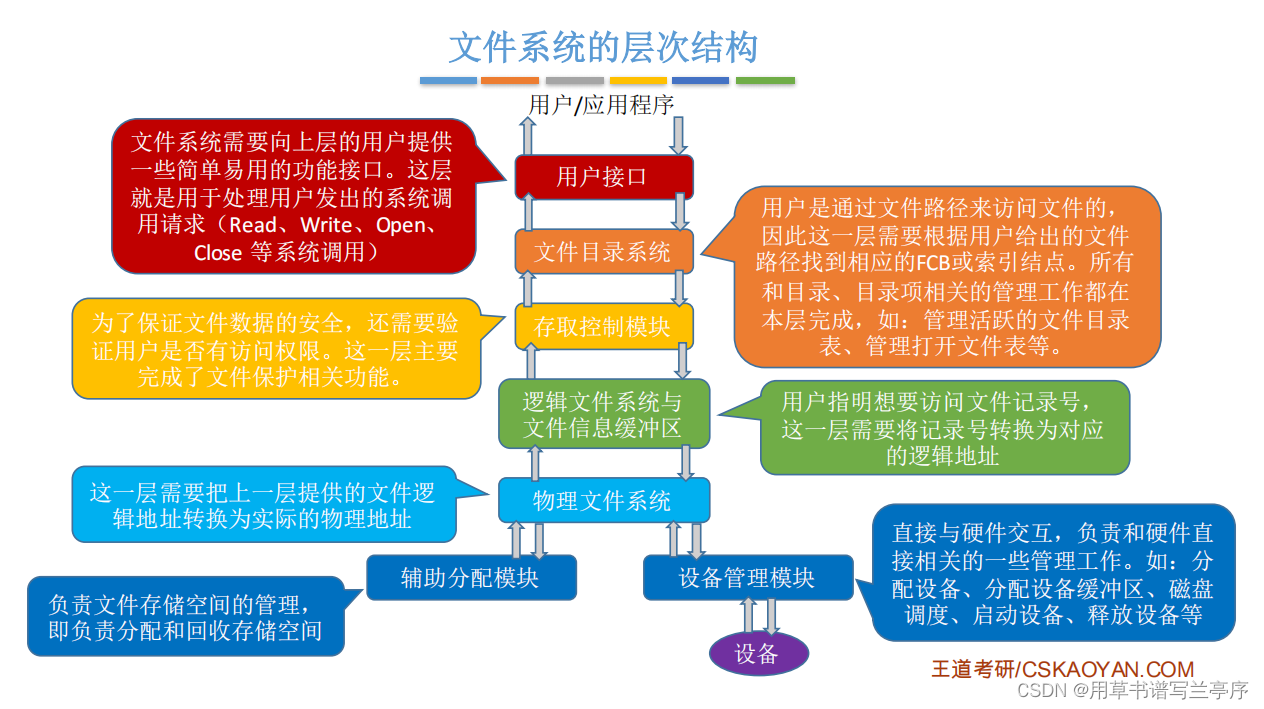 文件系统的层次结构
用户/应用程序
文件系统需要向上层的用户提供
一些简单易用的功能接口。这层
就是用于处理用户发出的系统调
用请求（Read、Write、Open、
Close 等系统调用）
用户接口
用户是通过文件路径来访问文件的，
因此这一层需要根据用户给出的文件
路径找到相应的FCB或索引结点。所有
和目录、目录项相关的管理工作都在
本层完成，如：管理活跃的文件目录
表、管理打开文件表等。
文件目录系统
为了保证文件数据的安全，还需要验
证用户是否有访问权限。这一层主要
完成了文件保护相关功能。
存取控制模块
逻辑文件系统与
文件信息缓冲区
用户指明想要访问文件记录号，
这一层需要将记录号转换为对应
的逻辑地址
这一层需要把上一层提供的文件逻
辑地址转换为实际的物理地址
物理文件系统
直接与硬件交互，负责和硬件直
接相关的一些管理工作。如：分
配设备、分配设备缓冲区、磁盘
调度、启动设备、释放设备等
辅助分配模块
设备管理模块
负责文件存储空间的管理，
即负责分配和回收存储空间
设备
王道考研/CSKAOYAN.COM
CSDN @用草书谱写兰亭序